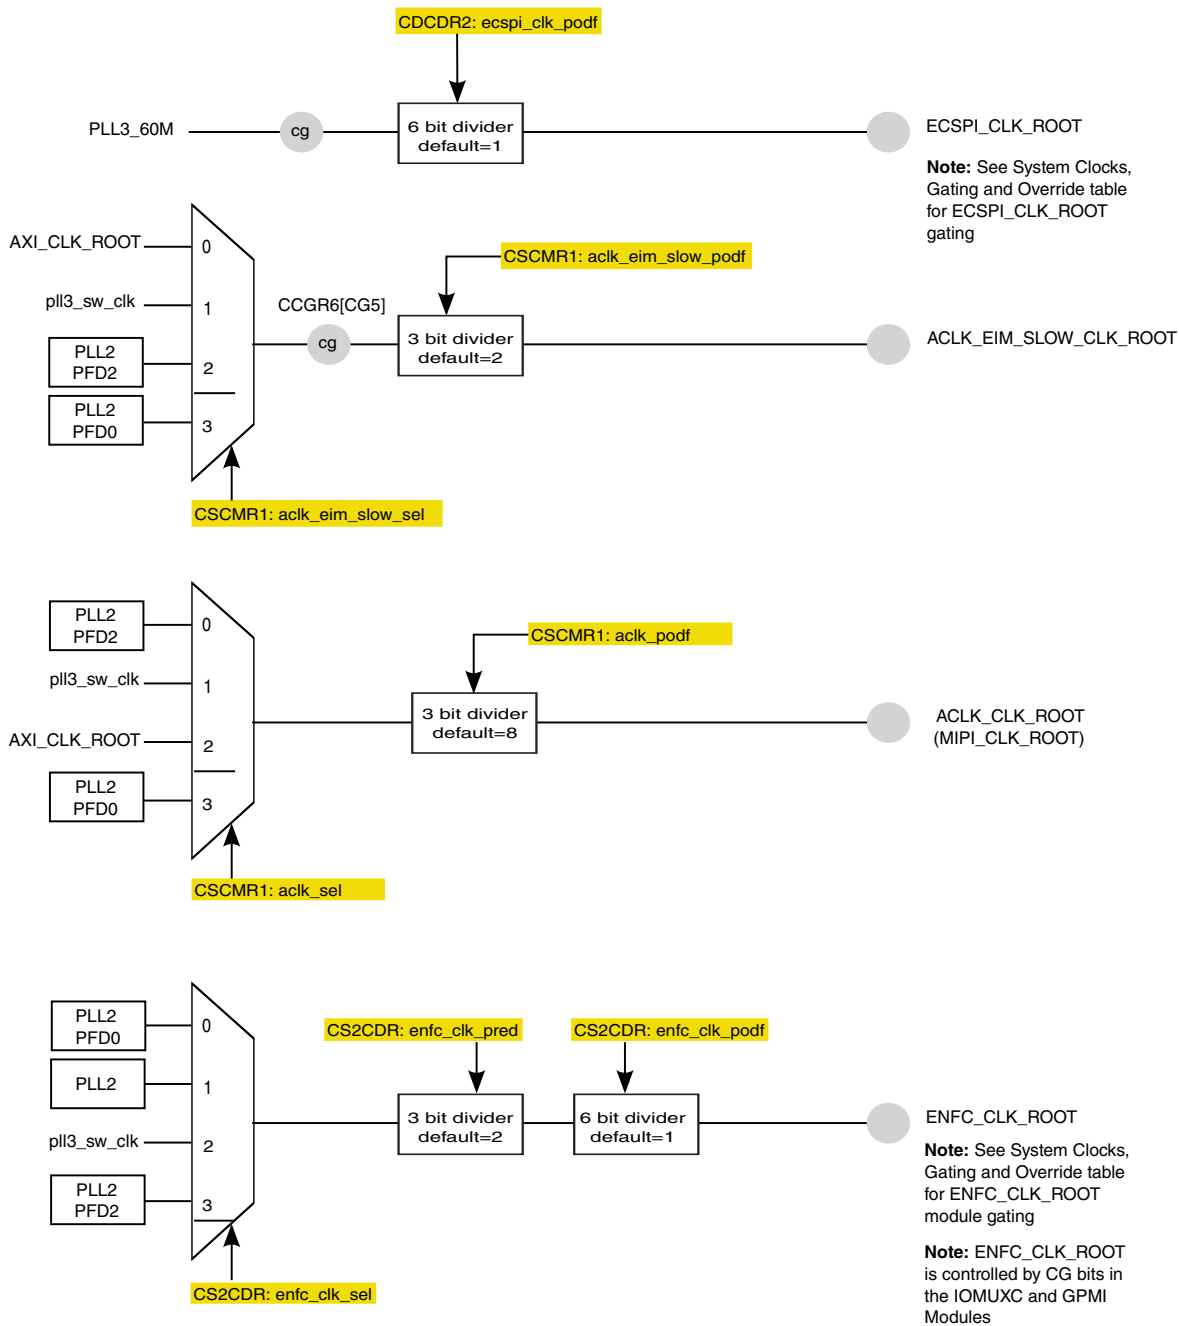 CDCDR2: ecspi_clk_podf
PLL3_60M
cg
6 bit divider
default=1
ECSPI_CLK_ROOT
Note: See System Clocks,
Gating and Override table
for ECSPI_CLK_ROOT
gating
AXI_CLK_ROOT
0
pll3_sw_clk
1
PLL2
PFD2
2
PLL2
PFD0
3
CCGR6[CG5]
cg
CSCMR1: aclk_eim_slow_podf
3 bit divider
default=2
ACLK_EIM_SLOW_CLK_ROOT
CSCMR1: aclk_eim_slow_sel
PLL2
PFD2
0
pll3_sw_clk
1
AXI_CLK_ROOT
2
PLL2
PFD0
3
CSCMR1: aclk_podf
3 bit divider
default=8
ACLK_CLK_ROOT
(MIPI_CLK_ROOT)
CSCMR1: aclk_sel
PLL2
PFD0
0
PLL2
1
pll3_sw_clk
2
PLL2
PFD2
3
CS2CDR: enfc_clk_pred
CS2CDR: enfc_clk_podf
3 bit divider
default=2
6 bit divider
default=1
ENFC_CLK_ROOT
Note: See System Clocks,
Gating and Override table
for ENFC_CLK_ROOT
module gating
Note: ENFC_CLK_ROOT
is controlled by CG bits in
the IOMUXC and GPMI
Modules
CS2CDR: enfc_clk_sel